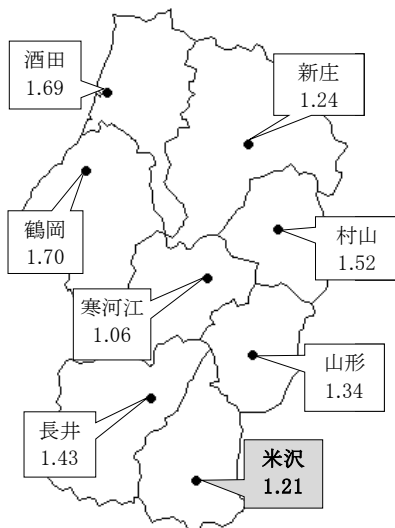 酒田
1.69
新庄
1.24
鶴岡
1.70
村山
1.52
寒河江
1.06
山形
1.34
長井
1.43
米沢
1.21